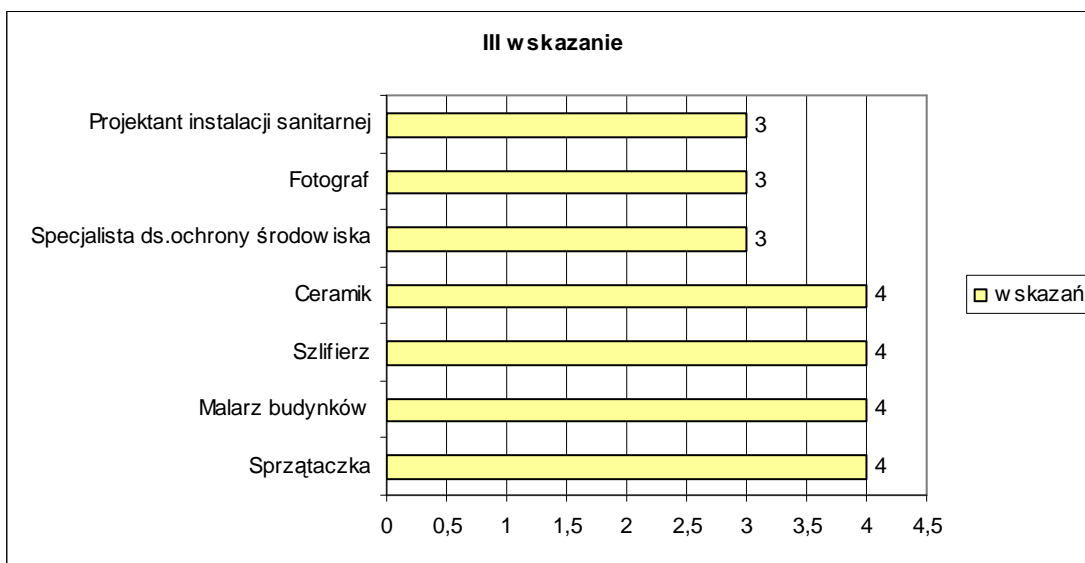 III wskazanie
Projektant instalacji sanitarnej 3
Fotograf 3
Specjalista ds.ochrony środowiska 3
Ceramik 4
Szlifierz 4
Malarz budynków 4
Sprzątaczka 4
wskazań
0 0,5 1 1,5 2 2,5 3 3,5 4 4,5